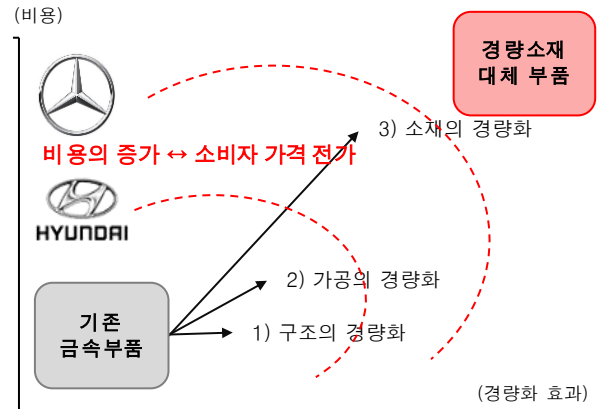 (비용)
경량소재
대체 부품
3) 소재의 경량화
비용의 증가 ↔ 소비자 가격 전가
HYUNDAI
2) 가공의 경량화
기존
금속부품
1) 구조의 경량화
(경량화 효과)